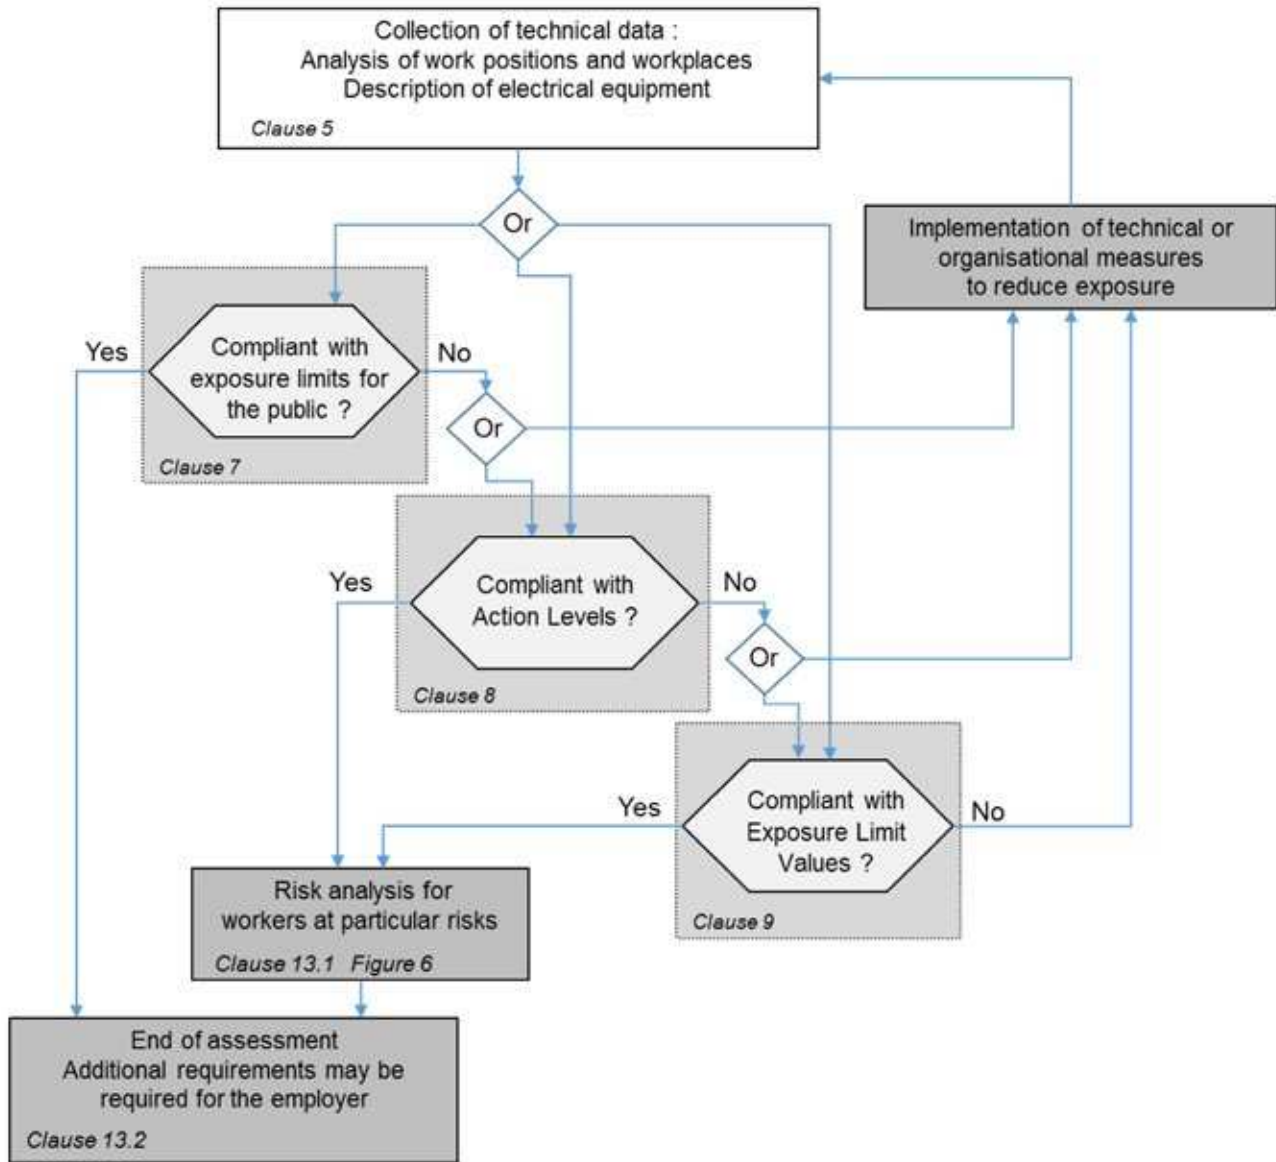 Collection of technical data :
Analysis of work positions and workplaces
Description of electrical equipment
Clause 5
Or
Implementation of technical or
organisational measures
to reduce exposure
Yes
Compliant with
exposure limits for
the public ?
No
Or
Clause 7
Yes
Compliant with
Action Levels ?
No
Or
Clause 8
Yes
Compliant with
Exposure Limit
Values ?
No
Clause 9
Risk analysis for
workers at particular risks
Clause 13.1 Figure 6
End of assessment
Additional requirements may be
required for the employer
Clause 13.2